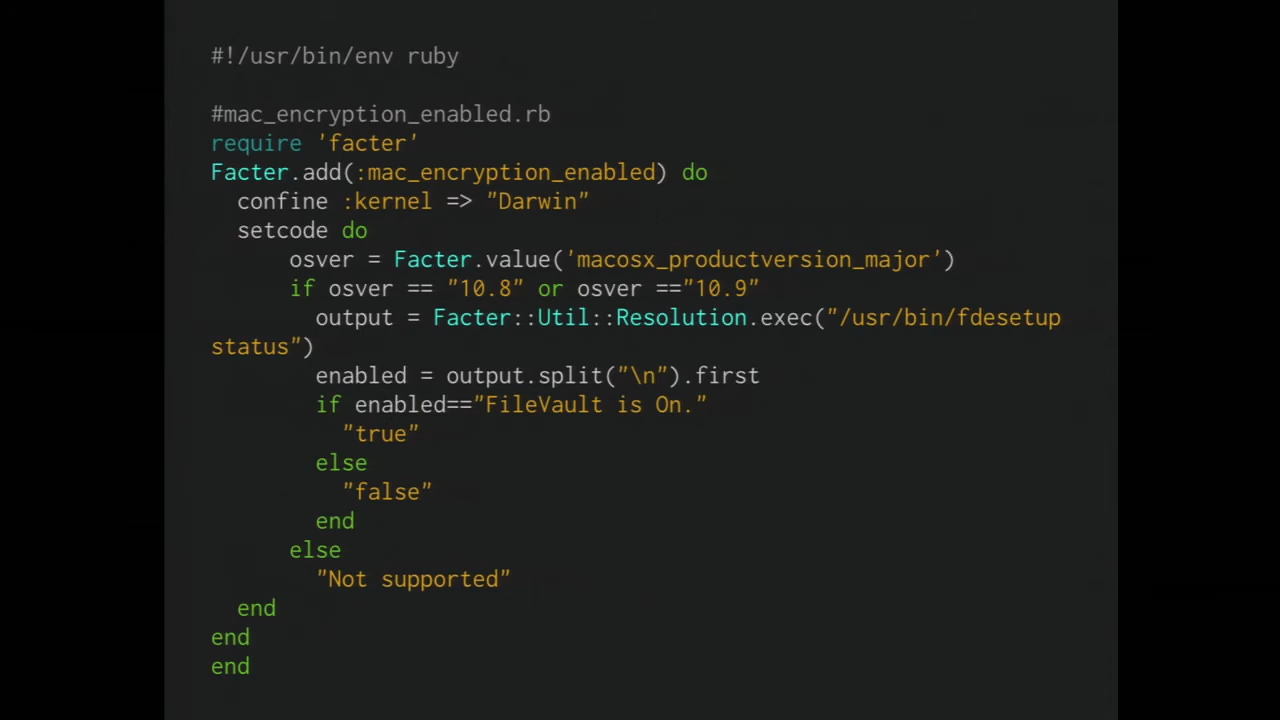 #!/usr/bin/env ruby
#mac_encryption_enabled.rb
require 'facter'
Facter.add(:mac_encryption_enabled) do
  confine :kernel => "Darwin"
  setcode do
      osver = Facter.value('macosx_productversion_major')
      if osver == "10.8" or osver =="10.9"
        output = Facter::Util::Resolution.exec("/usr/bin/fdesetup
status")
        enabled = output.split("\n").first
        if enabled=="FileVault is On."
          "true"
        else
          "false"
        end
      else
        "Not supported"
  end
end
end